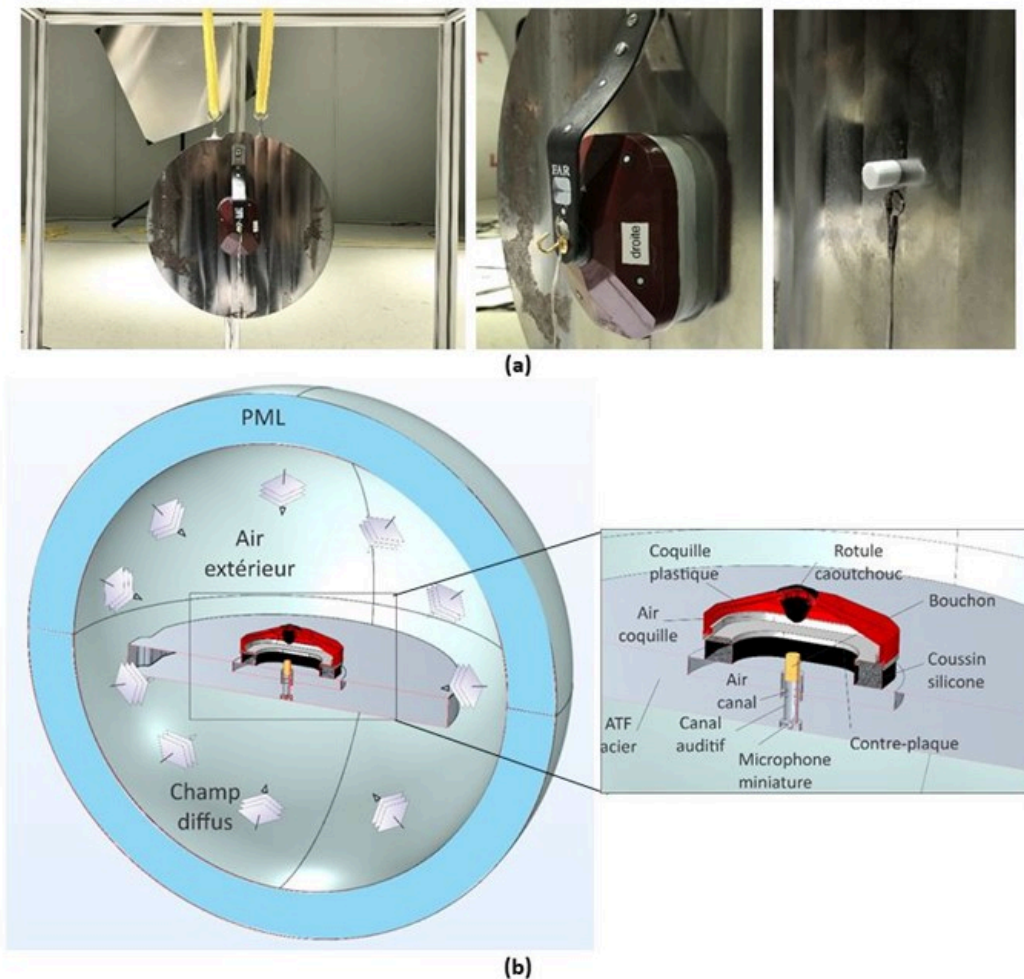 FAR
droite
(a)
PML
Air
extérieur
Champ
diffus
Coquille
plastique
Rotule
caoutchouc
Air
coquille
Bouchon
Coussin
silicone
Air
canal
ATF
acier
Canal
auditif
Microphone
miniature
Contre-plaque
(b)